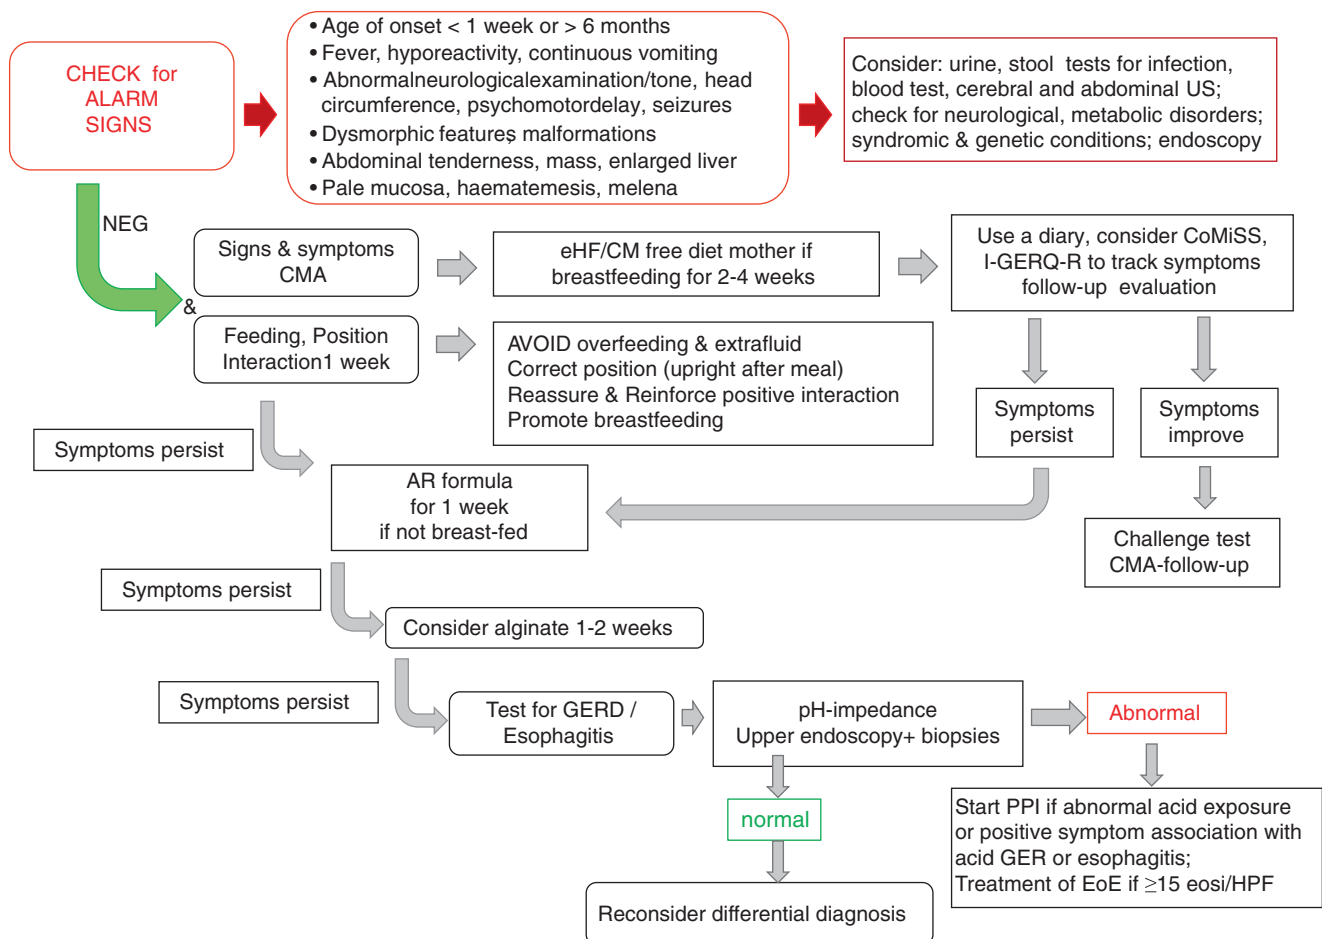 CHECK for
ALARM
SIGNS
• Age of onset < 1 week or > 6 months
• Fever, hyporeactivity, continuous vomiting
• Abnormalneurologicalexamination/tone, head
circumference, psychomotordelay, seizures
• Dysmorphic features, malformations
• Abdominal tenderness, mass, enlarged liver
• Pale mucosa, haematemesis, melena
Consider: urine, stool tests for infection,
blood test, cerebral and abdominal US;
check for neurological, metabolic disorders;
syndromic & genetic conditions; endoscopy
NEG
&
Signs & symptoms
CMA
eHF/CM free diet mother if
breastfeeding for 2-4 weeks
Use a diary, consider CoMiSS,
I-GERQ-R to track symptoms
follow-up evaluation
Feeding, Position
Interaction1 week
AVOID overfeeding & extrafluid
Correct position (upright after meal)
Reassure & Reinforce positive interaction
Promote breastfeeding
Symptoms
persist
Symptoms
improve
Symptoms persist
AR formula
for 1 week
if not breast-fed
Challenge test
CMA-follow-up
Symptoms persist
Consider alginate 1-2 weeks
Symptoms persist
Test for GERD /
Esophagitis
pH-impedance
Upper endoscopy+ biopsies
Abnormal
normal
Start PPI if abnormal acid exposure
or positive symptom association with
acid GER or esophagitis;
Treatment of EoE if ≥15 eosi/HPF
Reconsider differential diagnosis